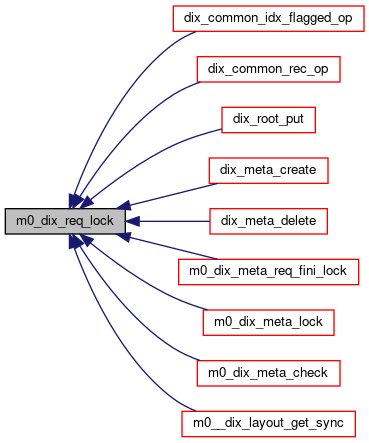 dix_common_idx_flagged_op
dix_common_rec_op
dix_root_put
dix_meta_create
m0_dix_req_lock
dix_meta_delete
m0_dix_meta_req_fini_lock
m0_dix_meta_lock
m0_dix_meta_check
m0__dix_layout_get_sync